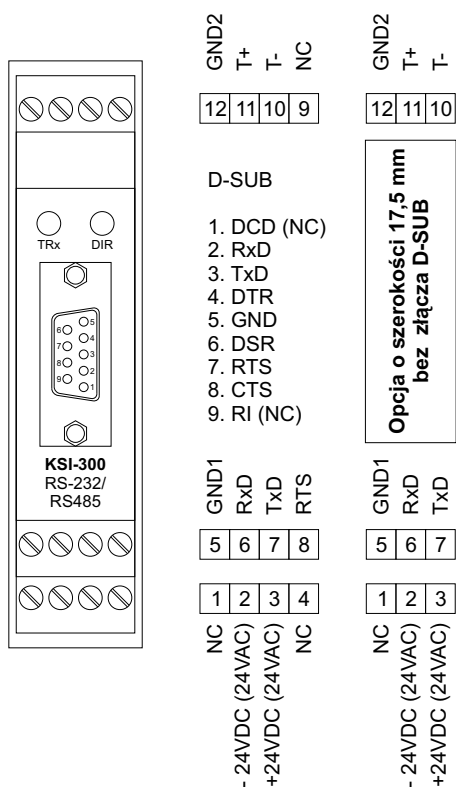 GND2 T+ T- NC
12 11 10 9
GND2 T+ T-
12 11 10
TRx DIR
5
9
4
8
3
7
2
6
1
KSI-300
RS-232/
RS485
D-SUB
1. DCD (NC)
2. RxD
3. TxD
4. DTR
5. GND
6. DSR
7. RTS
8. CTS
9. RI (NC)
Opcja o szerokości 17,5 mm
bez złącza D-SUB
GND1 RxD TxD RTS
5 6 7 8
1 2 3 4
NC
- 24VDC (24VAC)
+24VDC (24VAC)
NC
GND1 RxD TxD
5 6 7
1 2 3
NC
- 24VDC (24VAC)
+24VDC (24VAC)